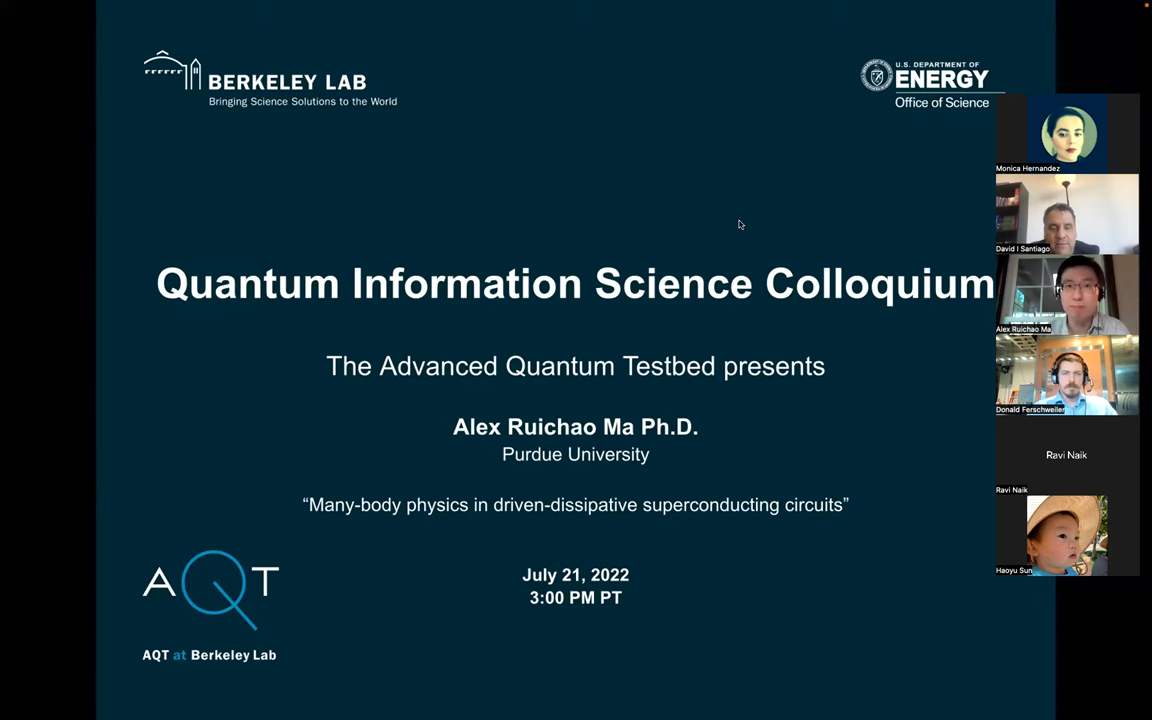 BERKELEY LAB
Bringing Science Solutions to the World
U.S. DEPARTMENT OF
ENERGY
Office of Science
Quantum Information Science Colloquium
The Advanced Quantum Testbed presents
Alex Ruichao Ma Ph.D.
Purdue University
“Many-body physics in driven-dissipative superconducting circuits”
July 21, 2022
3:00 PM PT
AQT
AQT at Berkeley Lab
Monica Hernandez
David I Santiago
Alex Ruichao Ma
Donald Ferschweiler
Ravi Naik
Ravi Naik
Haoyu Sun